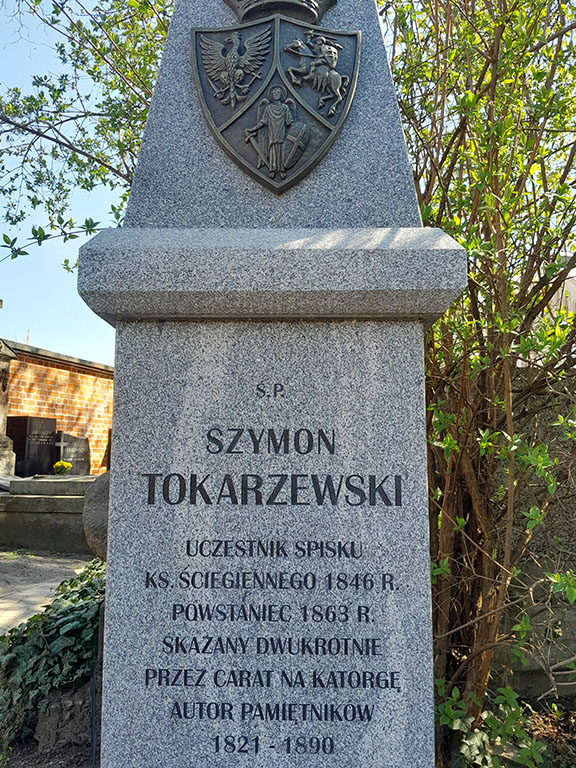 Ś.P.
SZYMON
TOKARZEWSKI
UCZESTNIK SPISKU
KS. ŚCIEGIENNEGO 1846 R.
POWSTANIEC 1863 R.
SKAZANY DWUKROTNIE
PRZEZ CARAT NA KATORGĘ
AUTOR PAMIĘTNIKÓW
1821 - 1890